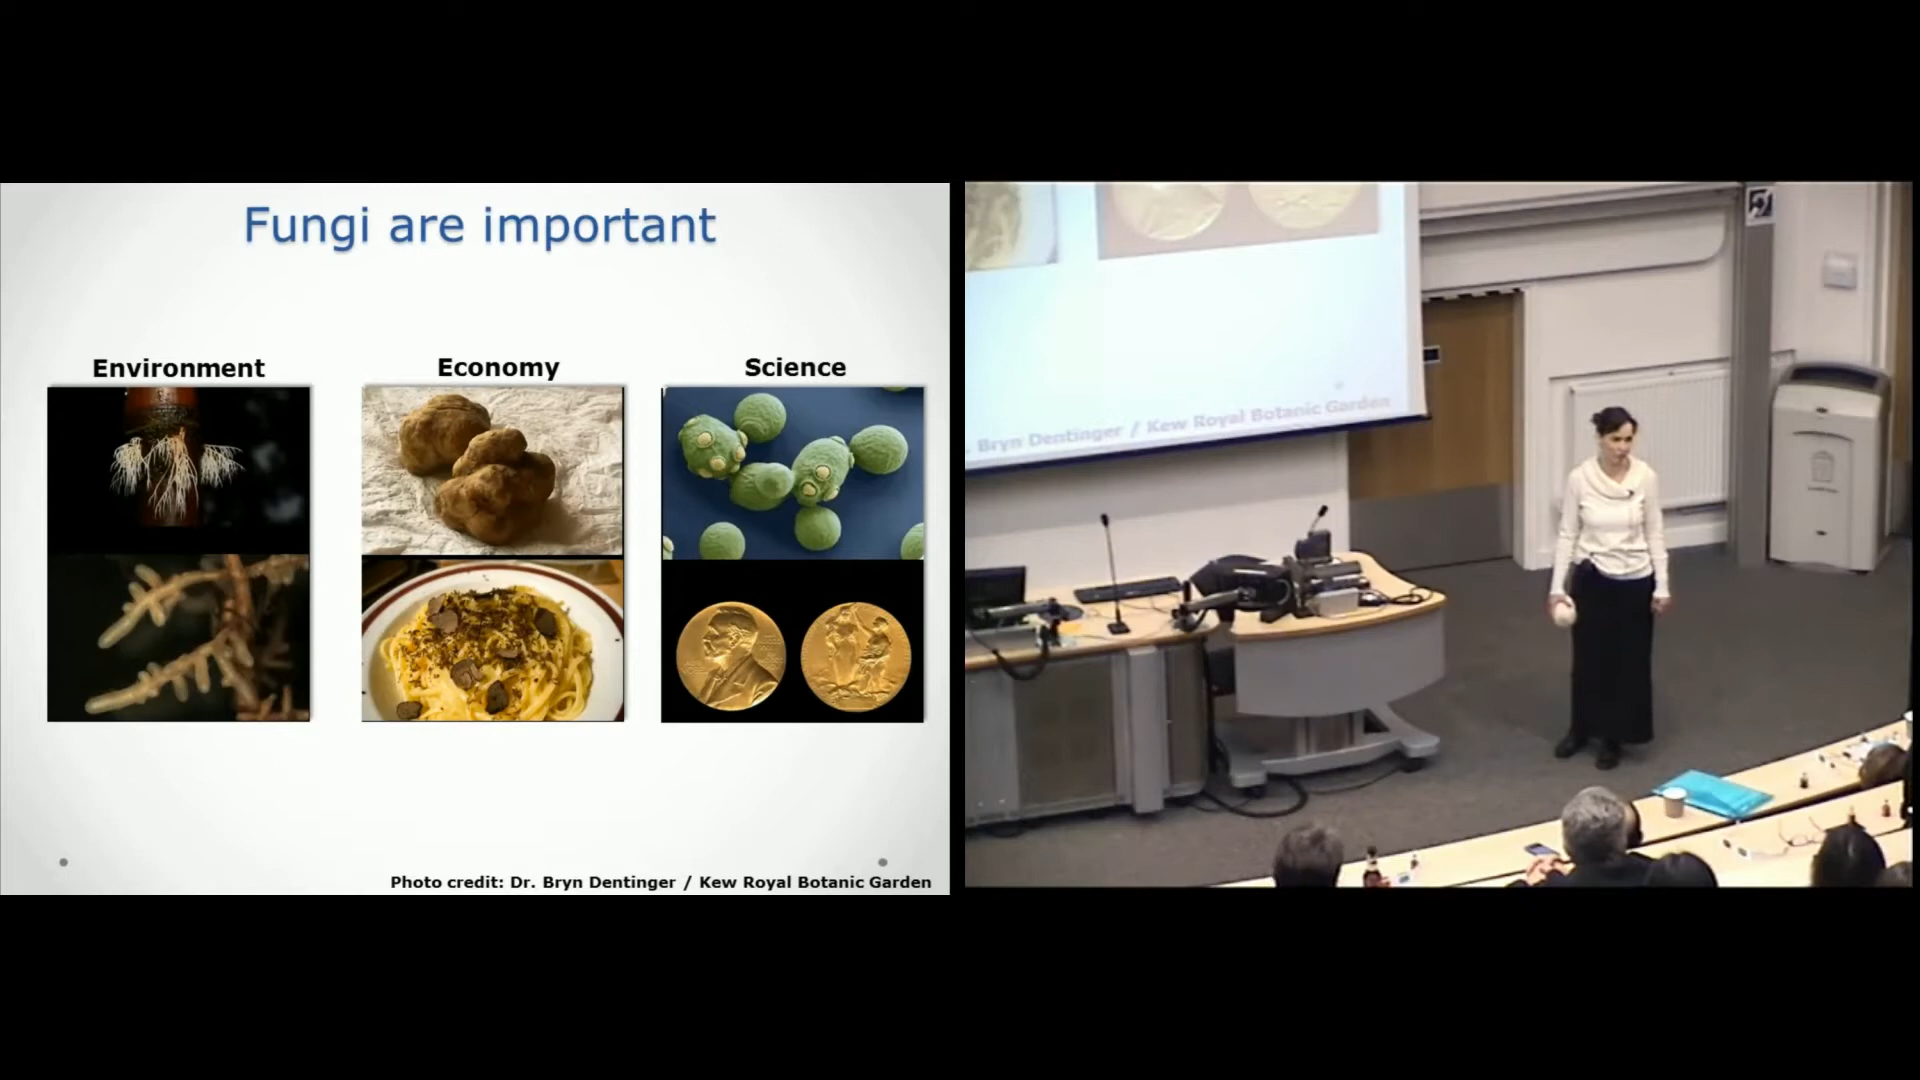 Fungi are important
Environment
Economy
Science
Photo credit: Dr. Bryn Dentinger / Kew Royal Botanic Garden
. Bryn Dentinger / Kew Royal Botanic Garden